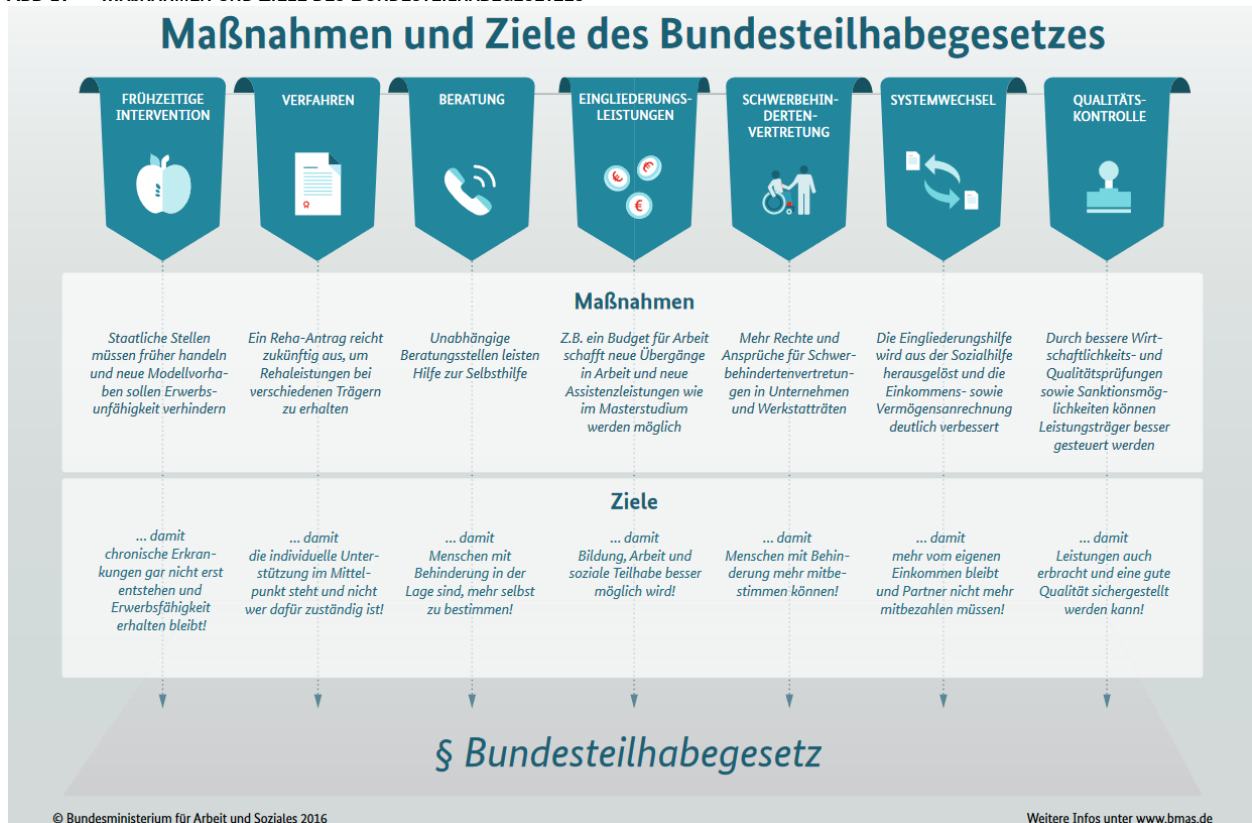 Maßnahmen und Ziele des Bundesteilhabegesetzes
FRÜHZEITIGE
INTERVENTION
VERFAHREN
BERATUNG
EINGLIEDERUNGS-
LEISTUNGEN
SCHWERBEHIN-
DERTEN-
VERTRETUNG
SYSTEMWECHSEL
QUALITÄTS-
KONTROLLE
Maßnahmen
Staatliche Stellen
müssen früher handeln
und neue Modellvorha-
ben sollen Erwerbs-
unfähigkeit verhindern
Ein Reha-Antrag reicht
zukünftig aus, um
Rehaleistungen bei
verschiedenen Trägern
zu erhalten
Unabhängige
Beratungsstellen leisten
Hilfe zur Selbsthilfe
Z.B. ein Budget für Arbeit
schafft neue Übergänge
in Arbeit und neue
Assistenzleistungen wie
im Masterstudium
werden möglich
Mehr Rechte und
Ansprüche für Schwer-
behindertenvertretun-
gen in Unternehmen
und Werkstatträten
Die Eingliederungshilfe
wird aus der Sozialhilfe
herausgelöst und die
Einkommens- sowie
Vermögensanrechnung
deutlich verbessert
Durch bessere Wirt-
schaftlichkeits- und
Qualitätsprüfungen
sowie Sanktionsmög-
lichkeiten können
Leistungsträger besser
gesteuert werden
Ziele
... damit
chronische Erkran-
kungen gar nicht erst
entstehen und
Erwerbsfähigkeit
erhalten bleibt!
... damit
die individuelle Unter-
stützung im Mittel-
punkt steht und nicht
wer dafür zuständig ist!
... damit
Menschen mit
Behinderung in der
Lage sind, mehr selbst
zu bestimmen!
... damit
Bildung, Arbeit und
soziale Teilhabe besser
möglich wird!
... damit
Menschen mit Behin-
derung mehr mitbe-
stimmen können!
... damit
mehr vom eigenen
Einkommen bleibt
und Partner nicht mehr
mitbezahlen müssen!
... damit
Leistungen auch
erbracht und eine gute
Qualität sichergestellt
werden kann!
§ Bundesteilhabegesetz
© Bundesministerium für Arbeit und Soziales 2016
Weitere Infos unter www.bmas.de